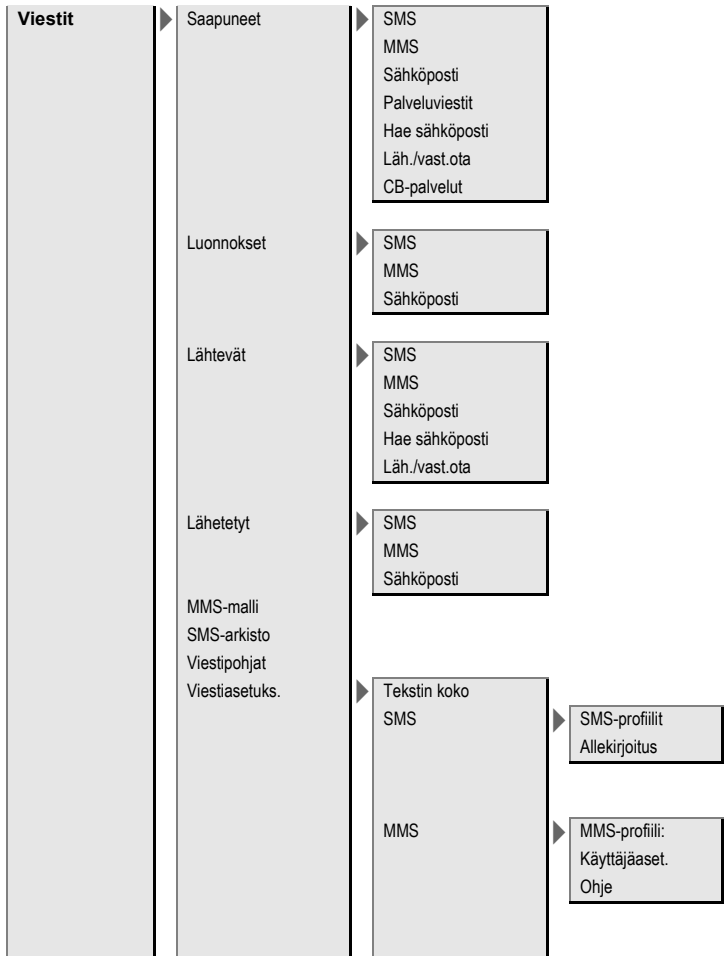 Viestit Saapuneet SMS
MMS
Sähköposti
Palveluviestit
Hae sähköposti
Läh./vast.ota
CB-palvelut
Luonnokset SMS
MMS
Sähköposti
Lähtevät SMS
MMS
Sähköposti
Hae sähköposti
Läh./vast.ota
Lähetetyt SMS
MMS
Sähköposti
MMS-malli
SMS-arkisto
Viestipohjat
Viestiasetuks. Tekstin koko
SMS SMS-profiilit
Allekirjoitus
MMS MMS-profiili:
Käyttäjäaset.
Ohje